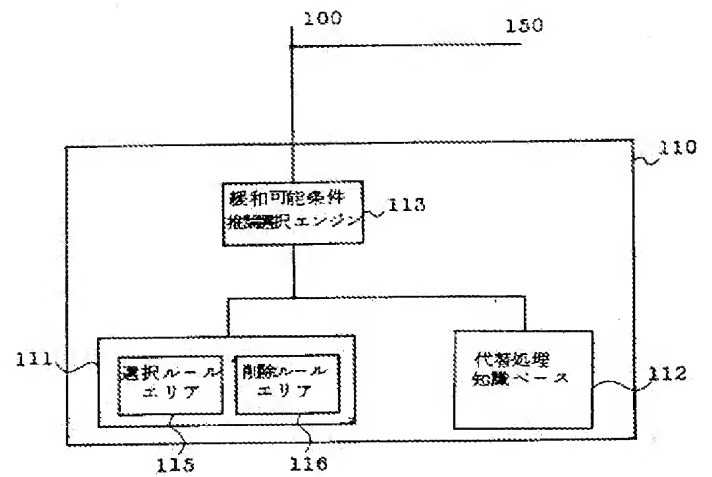 100
150
110
緩和可能条件
推論選択エンジン
113
111
選択ルール
エリア
削除ルール
エリア
代替処理
知識ベース
112
115
116